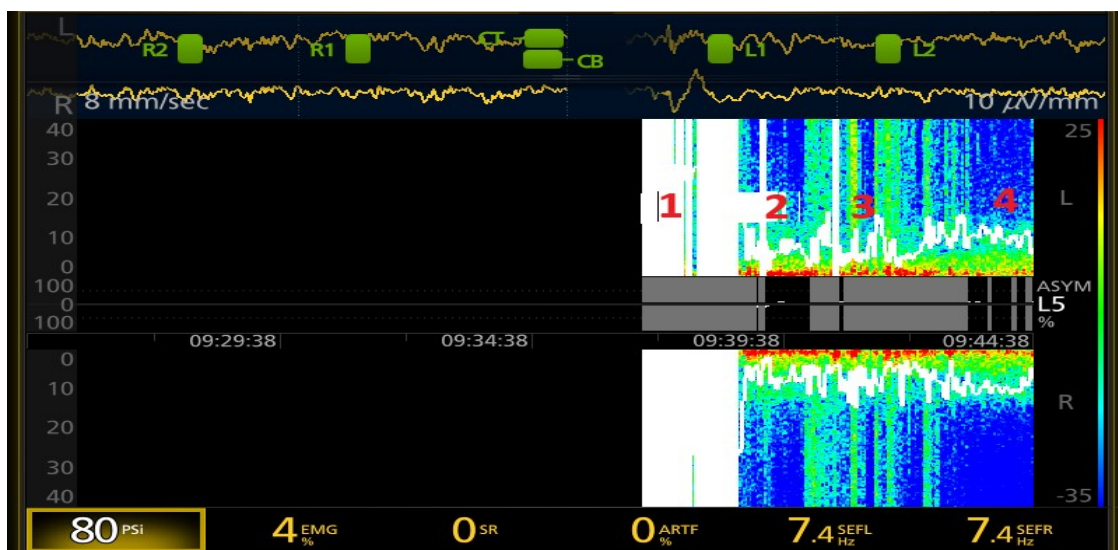 L
R2 R1 CT L1 L2
CB
R 8 mm/sec 10 µV/mm
40 25
30
20 1 2 3 4 L
10
0
100 ASYM
0 L5
100 %
09:29:38 09:34:38 09:39:38 09:44:38
0
10
20 R
30
40 -35
80 PSi 4 EMG % 0 SR 0 ARTF % 7.4 SEFL Hz 7.4 SEFR Hz